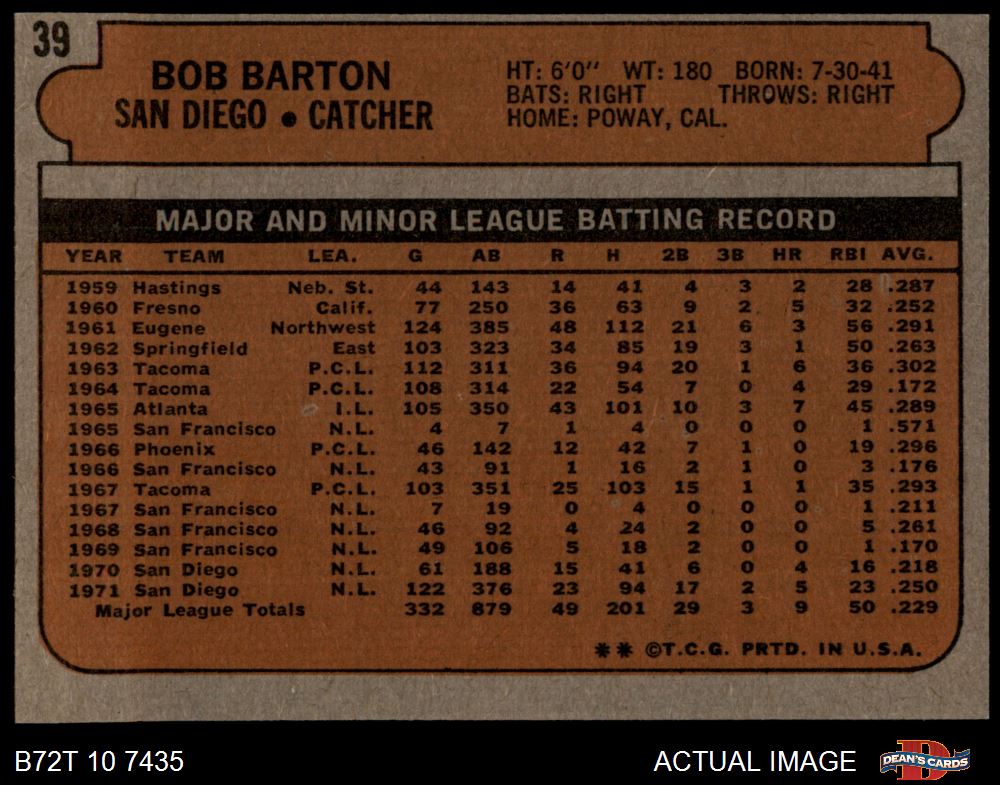 39
BOB BARTON
SAN DIEGO • CATCHER
HT: 6'0" WT: 180 BORN: 7-30-41
BATS: RIGHT THROWS: RIGHT
HOME: POWAY, CAL.
MAJOR AND MINOR LEAGUE BATTING RECORD
YEAR TEAM LEA. G AB R H 2B 3B HR RBI AVG.
1959 Hastings Neb. St. 44 143 14 41 4 3 2 28 .287
1960 Fresno Calif. 77 250 36 63 9 2 5 32 .252
1961 Eugene Northwest 124 385 48 112 21 6 3 56 .291
1962 Springfield East 103 323 34 85 19 3 1 50 .263
1963 Tacoma P.C.L. 112 311 36 94 20 1 6 36 .302
1964 Tacoma P.C.L. 108 314 22 54 7 0 4 29 .172
1965 Atlanta I.L. 105 350 43 101 10 3 7 45 .289
1965 San Francisco N.L. 4 7 1 4 0 0 0 1 .571
1966 Phoenix P.C.L. 46 142 12 42 7 1 0 19 .296
1966 San Francisco N.L. 43 91 1 16 2 1 0 3 .176
1967 Tacoma P.C.L. 103 351 25 103 15 1 1 35 .293
1967 San Francisco N.L. 7 19 0 4 0 0 0 1 .211
1968 San Francisco N.L. 46 92 4 24 2 0 0 5 .261
1969 San Francisco N.L. 49 106 5 18 2 0 0 1 .170
1970 San Diego N.L. 61 188 15 41 6 0 4 16 .218
1971 San Diego N.L. 122 376 23 94 17 2 5 23 .250
Major League Totals 332 879 49 201 29 3 9 50 .229
** ©T.C.G. PRTD. IN U.S.A.
B72T 10 7435 ACTUAL IMAGE DEAN'S CARDS